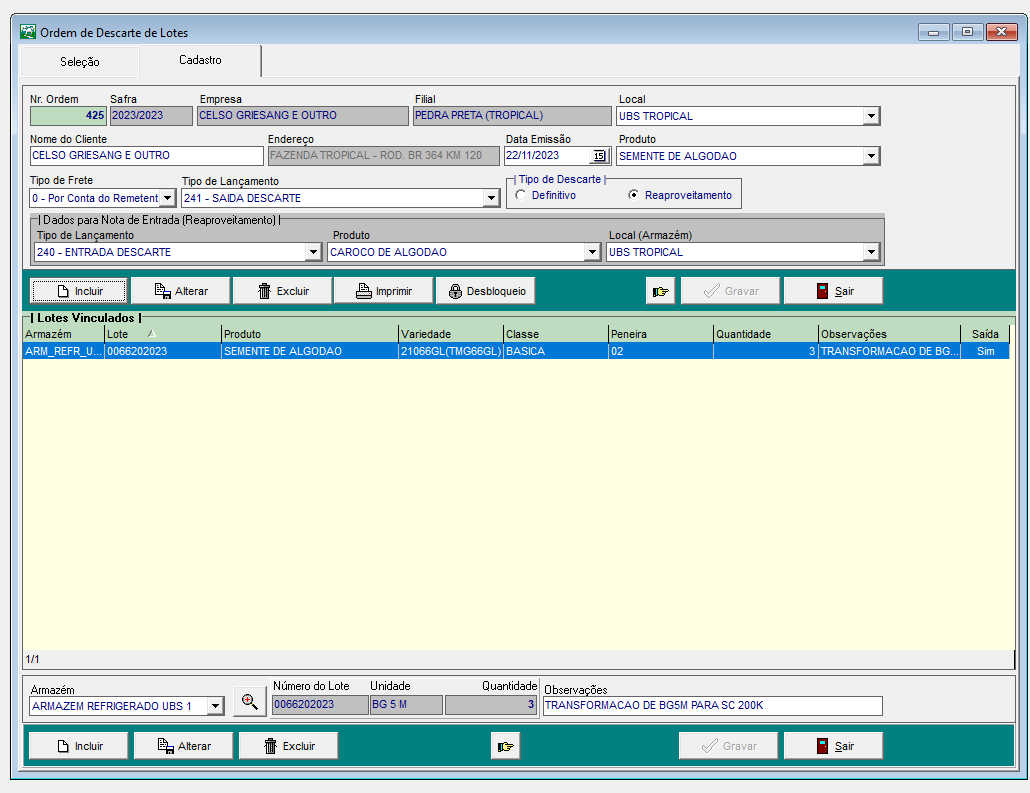 Ordem de Descarte de Lotes
Seleção Cadastro
Nr. Ordem Safra Empresa Filial Local
425 2023/2023 CELSO GRIESANG E OUTRO PEDRA PRETA (TROPICAL) UBS TROPICAL
Nome do Cliente Endereço Data Emissão Produto
CELSO GRIESANG E OUTRO FAZENDA TROPICAL - ROD. BR 364 KM 120 22/11/2023 15 SEMENTE DE ALGODAO
Tipo de Frete Tipo de Lançamento Tipo de Descarte
0 - Por Conta do Remetent 241 - SAIDA DESCARTE Definitivo Reaproveitamento
Dados para Nota de Entrada (Reaproveitamento)
Tipo de Lançamento Produto Local (Armazém)
240 - ENTRADA DESCARTE CAROCO DE ALGODAO UBS TROPICAL
Incluir Alterar Excluir Imprimir Desbloqueio Gravar Sair
Lotes Vinculados
Armazém Lote Produto Variedade Classe Peneira Quantidade Observações Saída
ARM_REFR_U... 0066202023 SEMENTE DE ALGODAO 21066GL(TMG66GL) BASICA 02 3 TRANSFORMACAO DE BG... Sim
1/1
Armazém Número do Lote Unidade Quantidade Observações
ARMAZEM REFRIGERADO UBS 1 0066202023 BG 5 M 3 TRANSFORMACAO DE BG5M PARA SC 200K
Incluir Alterar Excluir Gravar Sair